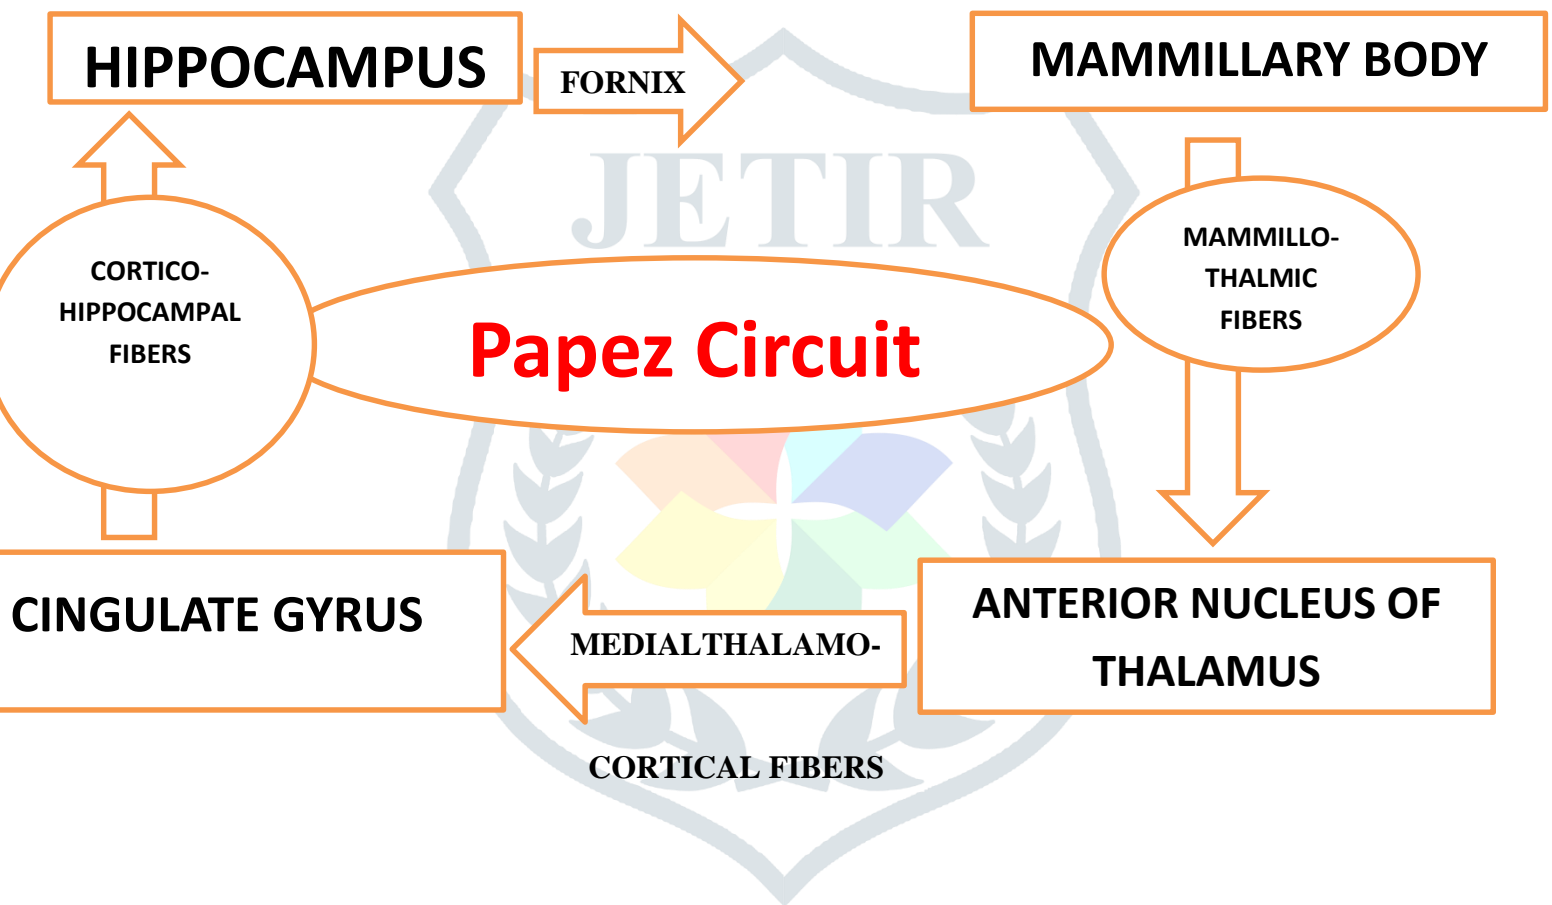 HIPPOCAMPUS
FORNIX
MAMMILLARY BODY
JETIR
CORTICO-
HIPPOCAMPAL
FIBERS
MAMMILLO-
THALMIC
FIBERS
Papez Circuit
CINGULATE GYRUS
MEDIALTHALAMO-
CORTICAL FIBERS
ANTERIOR NUCLEUS OF
THALAMUS